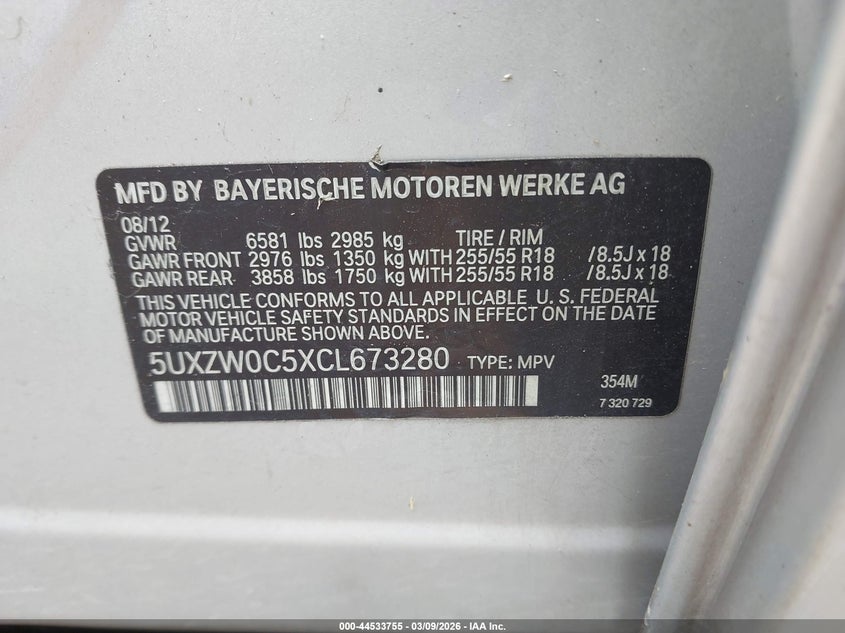 MFD BY BAYERISCHE MOTOREN WERKE AG
08/12
GVWR 6581 lbs 2985 kg TIRE / RIM
GAWR FRONT 2976 lbs 1350 kg WITH 255/55 R18 /8.5J x 18
GAWR REAR 3858 lbs 1750 kg WITH 255/55 R18 /8.5J x 18
THIS VEHICLE CONFORMS TO ALL APPLICABLE U. S. FEDERAL
MOTOR VEHICLE SAFETY STANDARDS IN EFFECT ON THE DATE
OF MANUFACTURE SHOWN ABOVE.
5UXZW0C5XCL673280 TYPE: MPV
354M
7 320 729
000-44533755 | 03/09/2026 | IAA Inc.